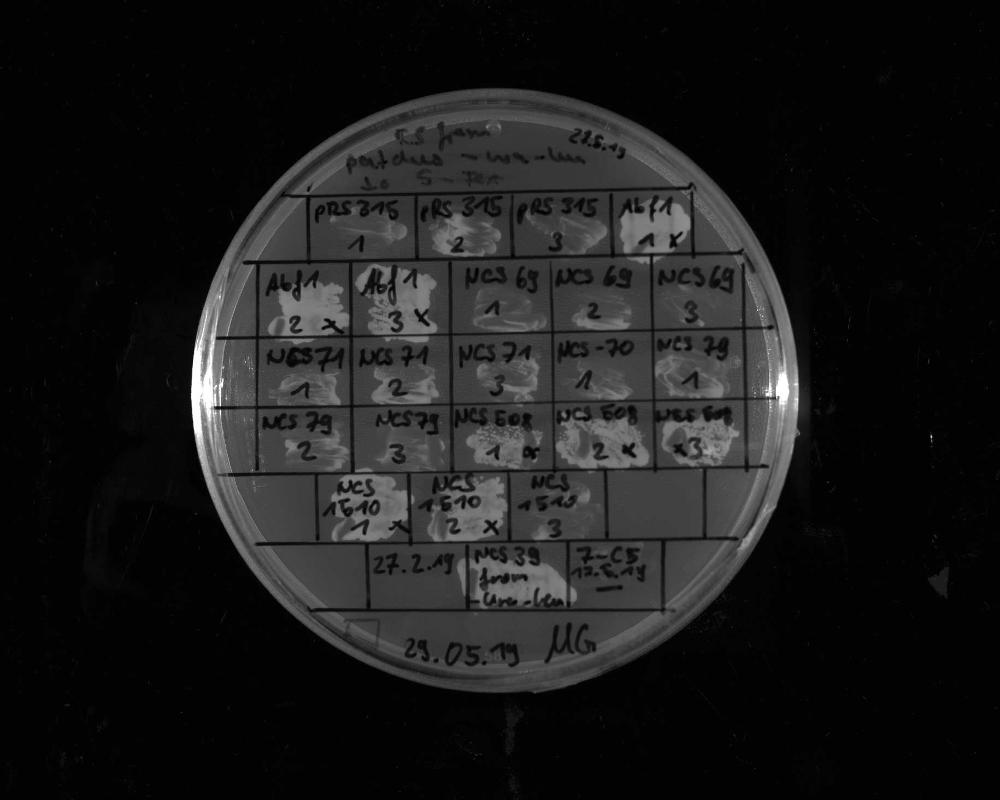 from 27.5.19
patches -ura-leu
to 5-FOA
pRS 315 pRS 315 pRS 315 Abf1
1 2 3 1 x
Abf1 Abf1 NCS 69 NCS 69 NCS 69
2 x 3 x 1 2 3
NCS 71 NCS 71 NCS 71 NCS-70 NCS 79
1 2 3 1 1
NCS 79 NCS 79 NCS 508 NCS 508 NCS 508
2 3 1 x 2 x x 3
NCS NCS NCS
1510 1510 1510
1 x 2 x 3
27.2.19 NCS 39 7-C5
from 17.5.19
-Ura-leu
29.05.19 MG